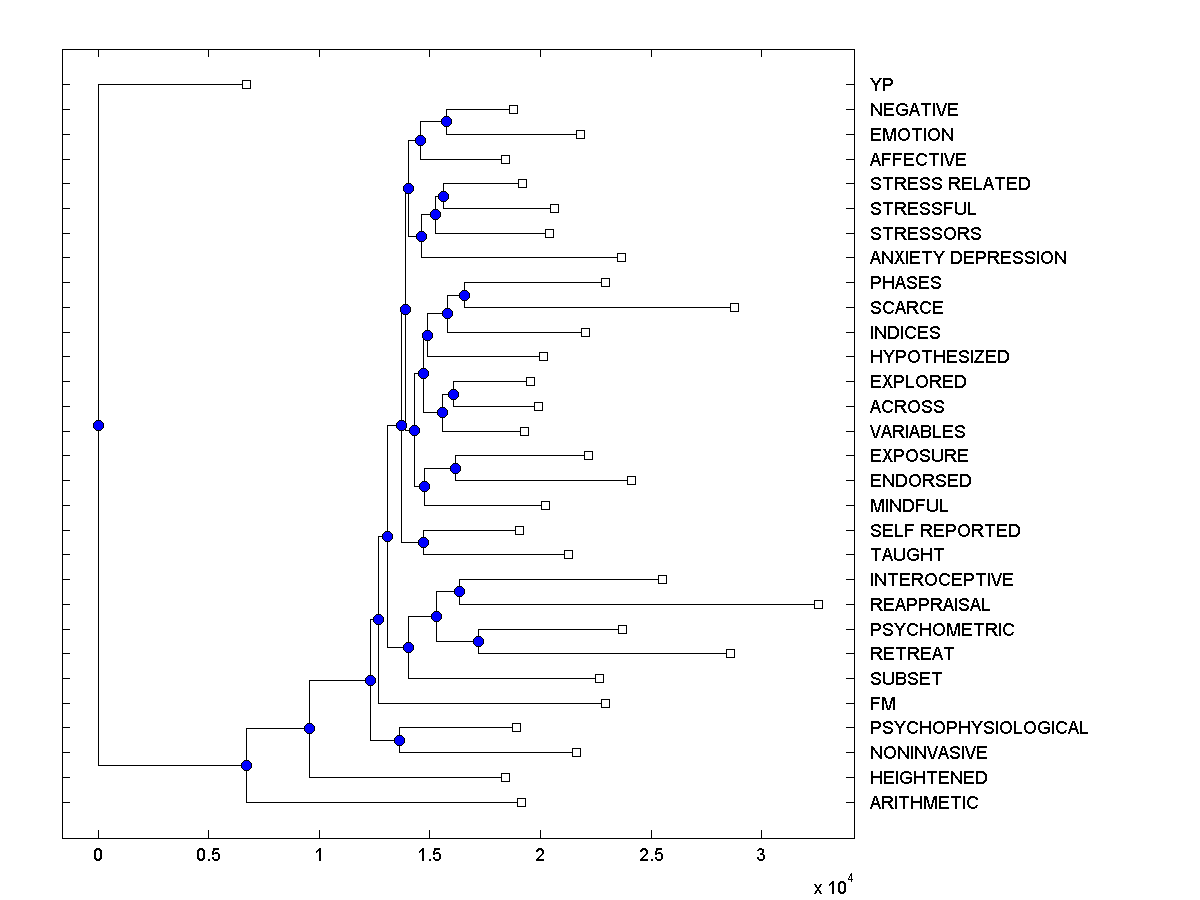 YP
NEGATIVE
EMOTION
AFFECTIVE
STRESS RELATED
STRESSFUL
STRESSORS
ANXIETY DEPRESSION
PHASES
SCARCE
INDICES
HYPOTHESIZED
EXPLORED
ACROSS
VARIABLES
EXPOSURE
ENDORSED
MINDFUL
SELF REPORTED
TAUGHT
INTEROCEPTIVE
REAPPRAISAL
PSYCHOMETRIC
RETREAT
SUBSET
FM
PSYCHOPHYSIOLOGICAL
NONINVASIVE
HEIGHTENED
ARITHMETIC
0 0.5 1 1.5 2 2.5 3
x 10^4